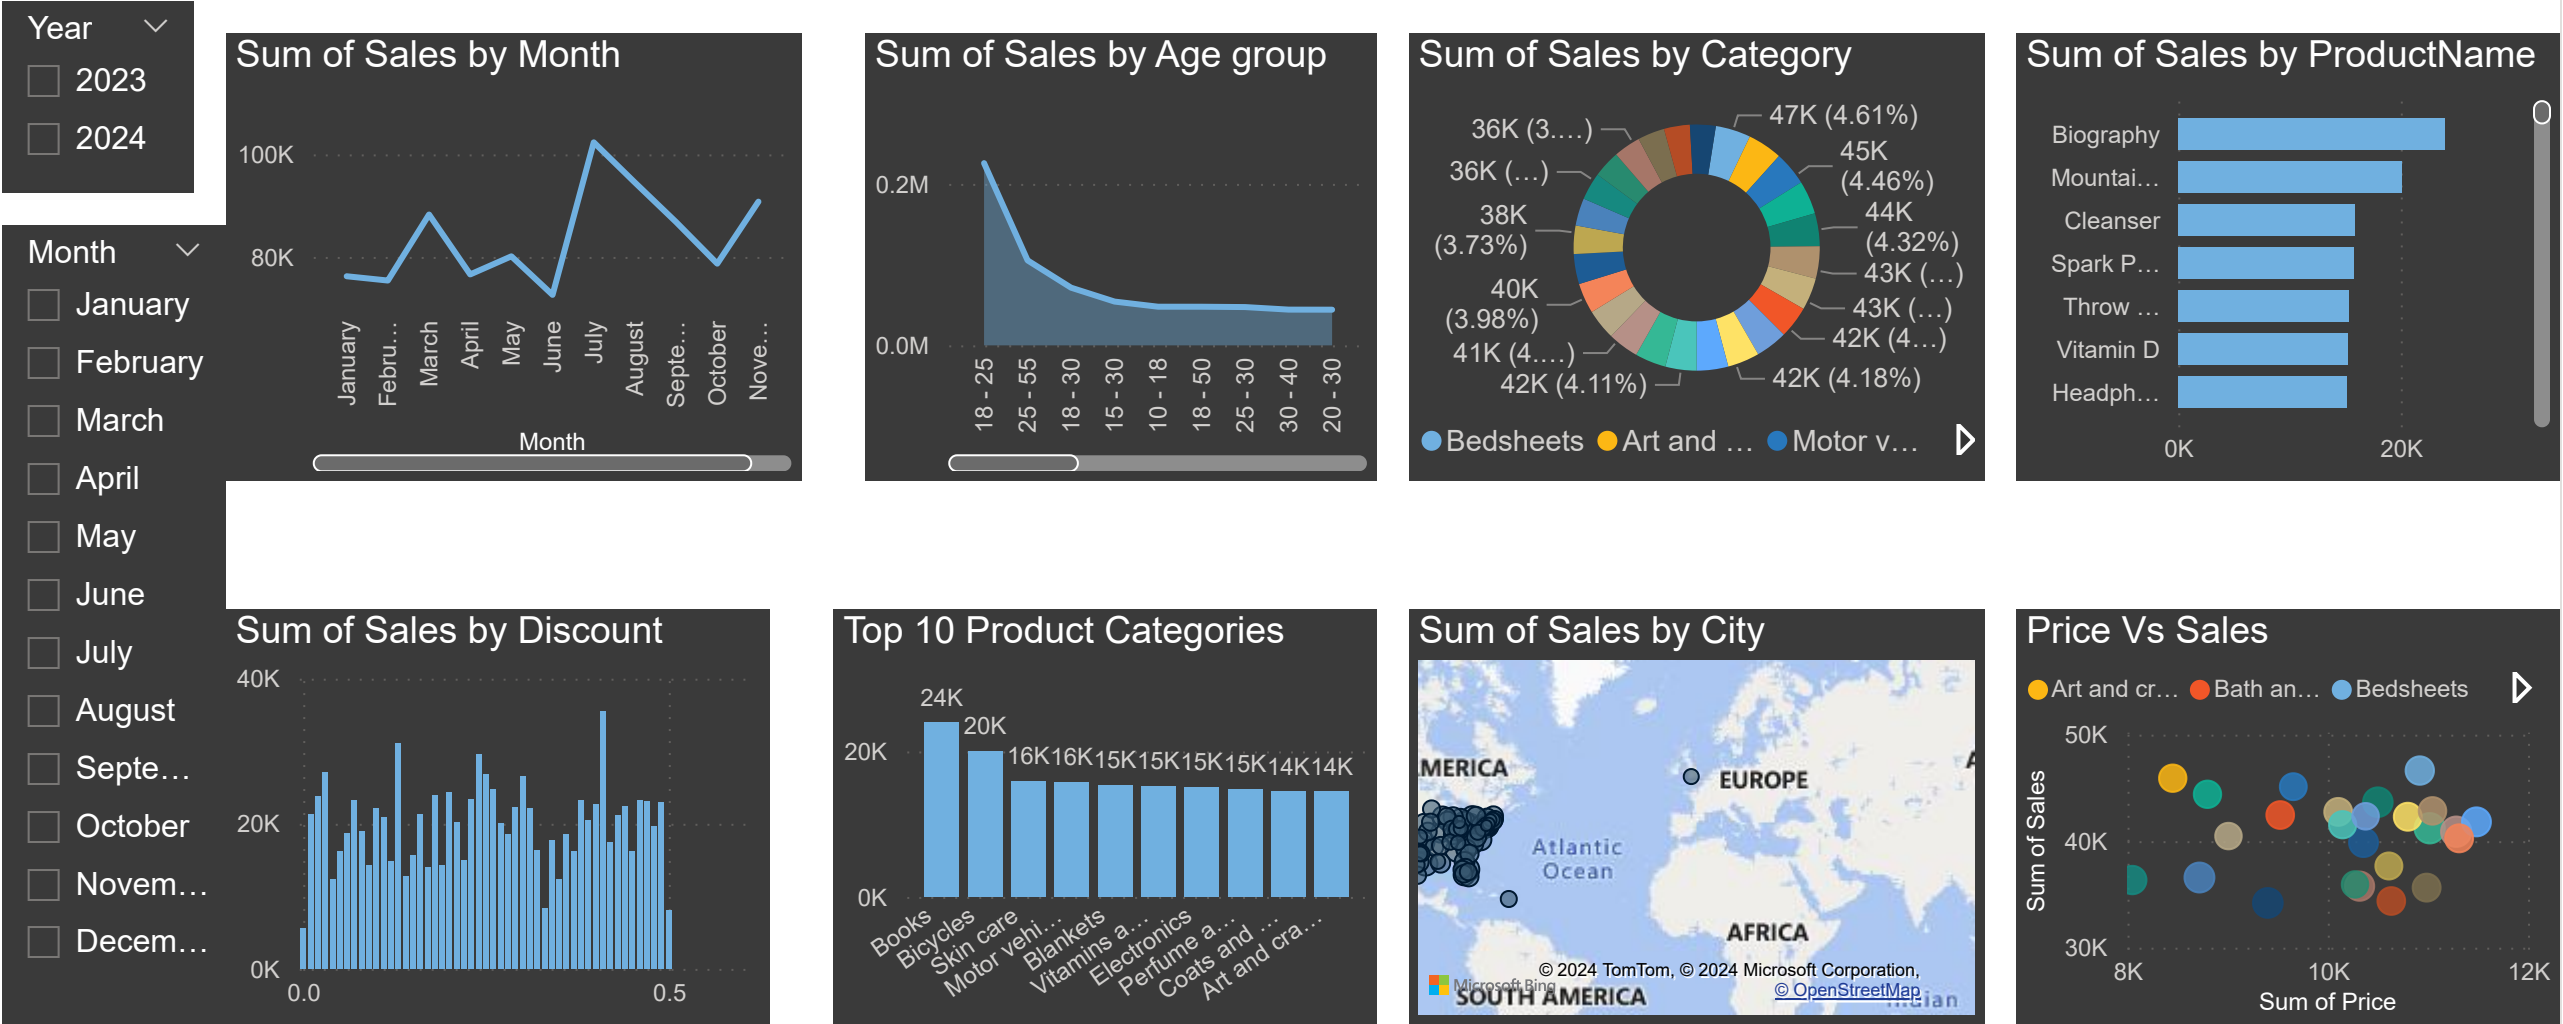 Year
2023
2024
Month
January
February
March
April
May
June
July
August
Septe…
October
Novem…
Decem…
Sum of Sales by Month
100K
80K
January
Febru…
March
April
May
June
July
August
Septe…
October
Nove…
Month
Sum of Sales by Age group
0.2M
0.0M
18 - 25
25 - 55
18 - 30
15 - 30
10 - 18
18 - 50
25 - 30
30 - 40
20 - 30
Sum of Sales by Category
47K (4.61%)
45K
(4.46%)
44K
(4.32%)
43K (…)
43K (…)
42K (4…)
42K (4.18%)
42K (4.11%)
41K (4.…)
40K
(3.98%)
38K
(3.73%)
36K (…)
36K (3.…)
Bedsheets
Art and …
Motor v…
Sum of Sales by ProductName
Biography
Mountai…
Cleanser
Spark P…
Throw …
Vitamin D
Headph…
0K
20K
Sum of Sales by Discount
40K
20K
0K
0.0
0.5
Top 10 Product Categories
20K
0K
24K
20K
16K
16K
15K
15K
15K
15K
14K
14K
Books
Bicycles
Skin care
Motor vehi…
Blankets
Vitamins a…
Electronics
Perfume a…
Coats and …
Art and cra…
Sum of Sales by City
MERICA
EUROPE
A
Atlantic
Ocean
AFRICA
© 2024 TomTom, © 2024 Microsoft Corporation,
Microsoft Bing
© OpenStreetMap
SOUTH AMERICA
Indian
Price Vs Sales
Art and cr…
Bath an…
Bedsheets
Sum of Sales
50K
40K
30K
8K
10K
12K
Sum of Price